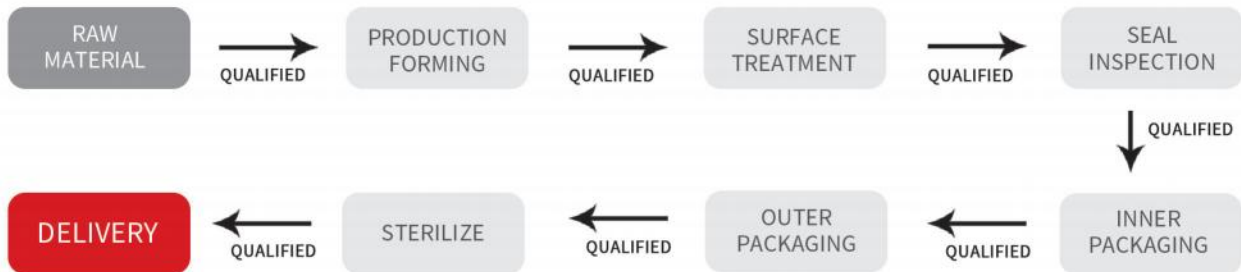 RAW
MATERIAL
QUALIFIED
PRODUCTION
FORMING
QUALIFIED
SURFACE
TREATMENT
QUALIFIED
SEAL
INSPECTION
QUALIFIED
INNER
PACKAGING
QUALIFIED
OUTER
PACKAGING
QUALIFIED
STERILIZE
QUALIFIED
DELIVERY